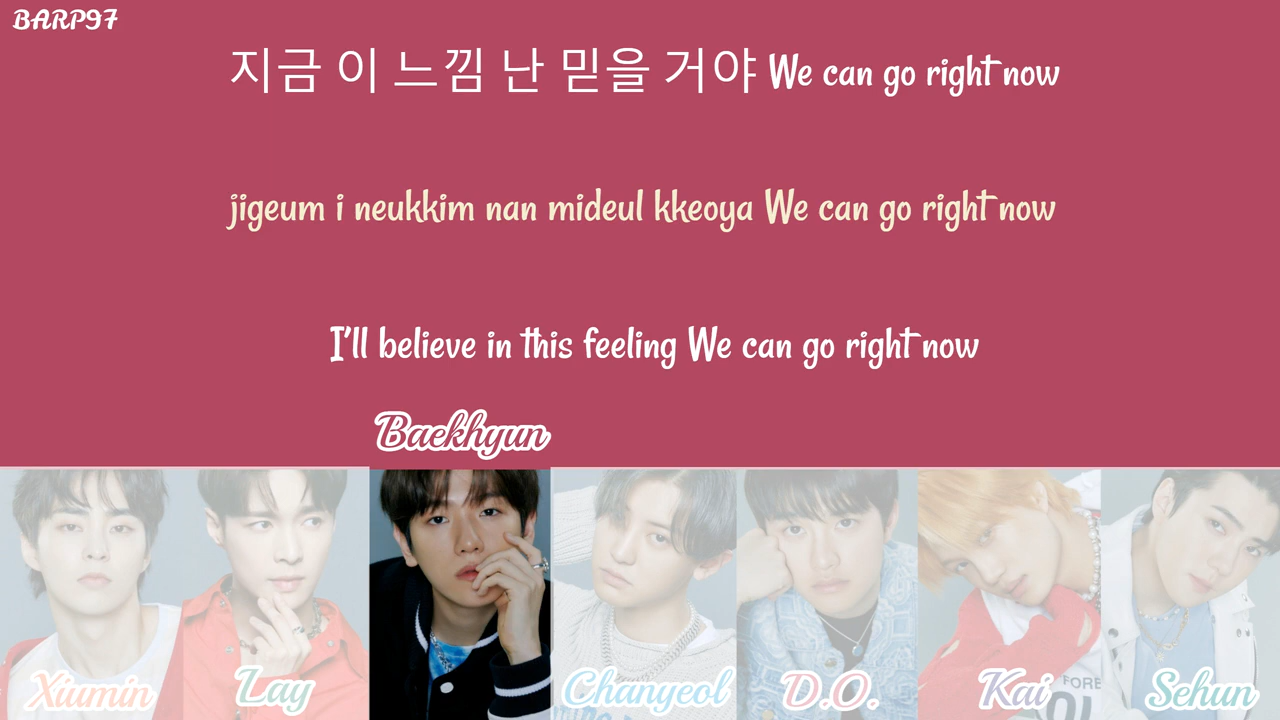 BARP97
지금 이 느낌 난 믿을 거야 We can go right now
jigeum i neukkim nan mideul kkeoya We can go right now
I'll believe in this feeling We can go right now
Baekhyun
Xiumin
Lay
Chanyeol
D.O.
Kai
Sehun
FORE